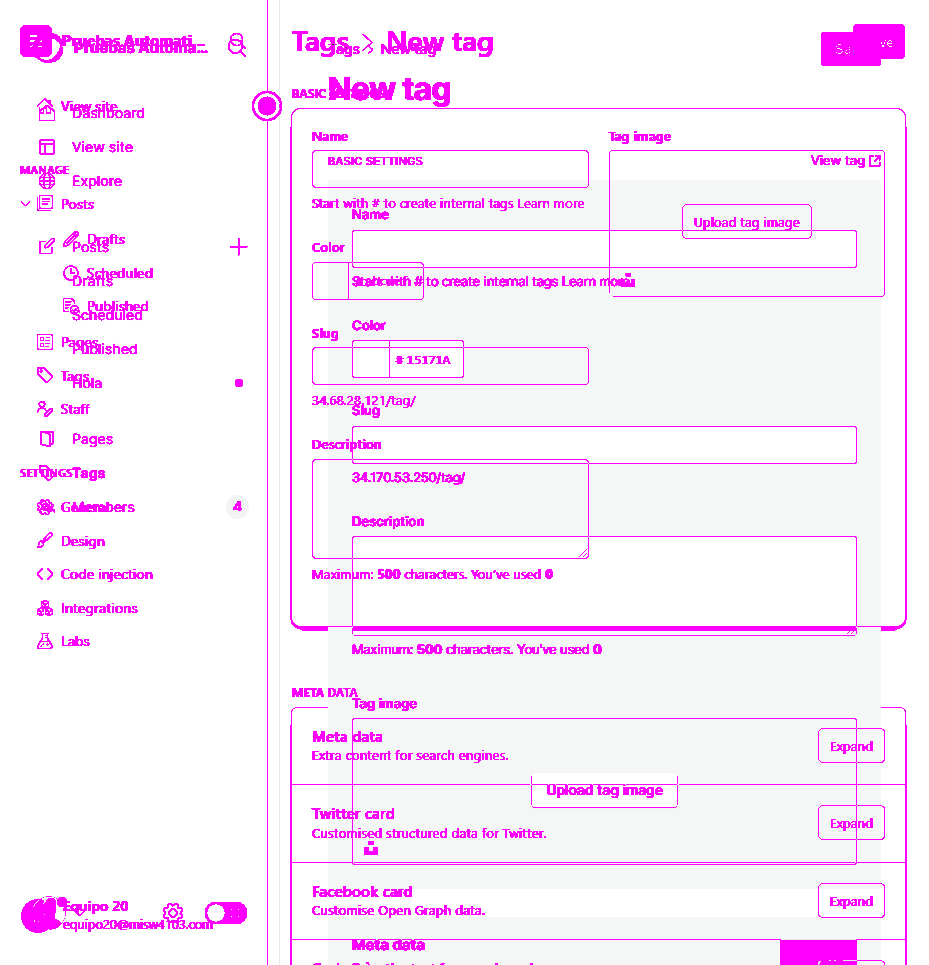 Pruebas Automati
Pruebas Automa...
View site
Dashboard
View site
MANAGE
Explore
Posts
Drafts
Posts
Scheduled
Drafts
Published
Scheduled
Pages
Published
Tags
Hola
Staff
Pages
SETTINGS
Tags
General
Members
4
Design
Code injection
Integrations
Labs
Equipo 20
equipo20@misw4103.com
Tags > New tag
Tags > New tag
New tag
BASIC
Name
Tag image
BASIC SETTINGS
View tag
Start with # to create internal tags Learn more
Name
Upload tag image
Color
Start with # to create internal tags Learn more
Color
Slug
# 15171A
34.68.28.121/tag/
Slug
Description
34.170.53.250/tag/
Description
Maximum: 500 characters. You've used 0
Maximum: 500 characters. You've used 0
META DATA
Tag image
Meta data
Extra content for search engines.
Expand
Upload tag image
Twitter card
Customised structured data for Twitter.
Expand
Facebook card
Customise Open Graph data.
Expand
Meta data